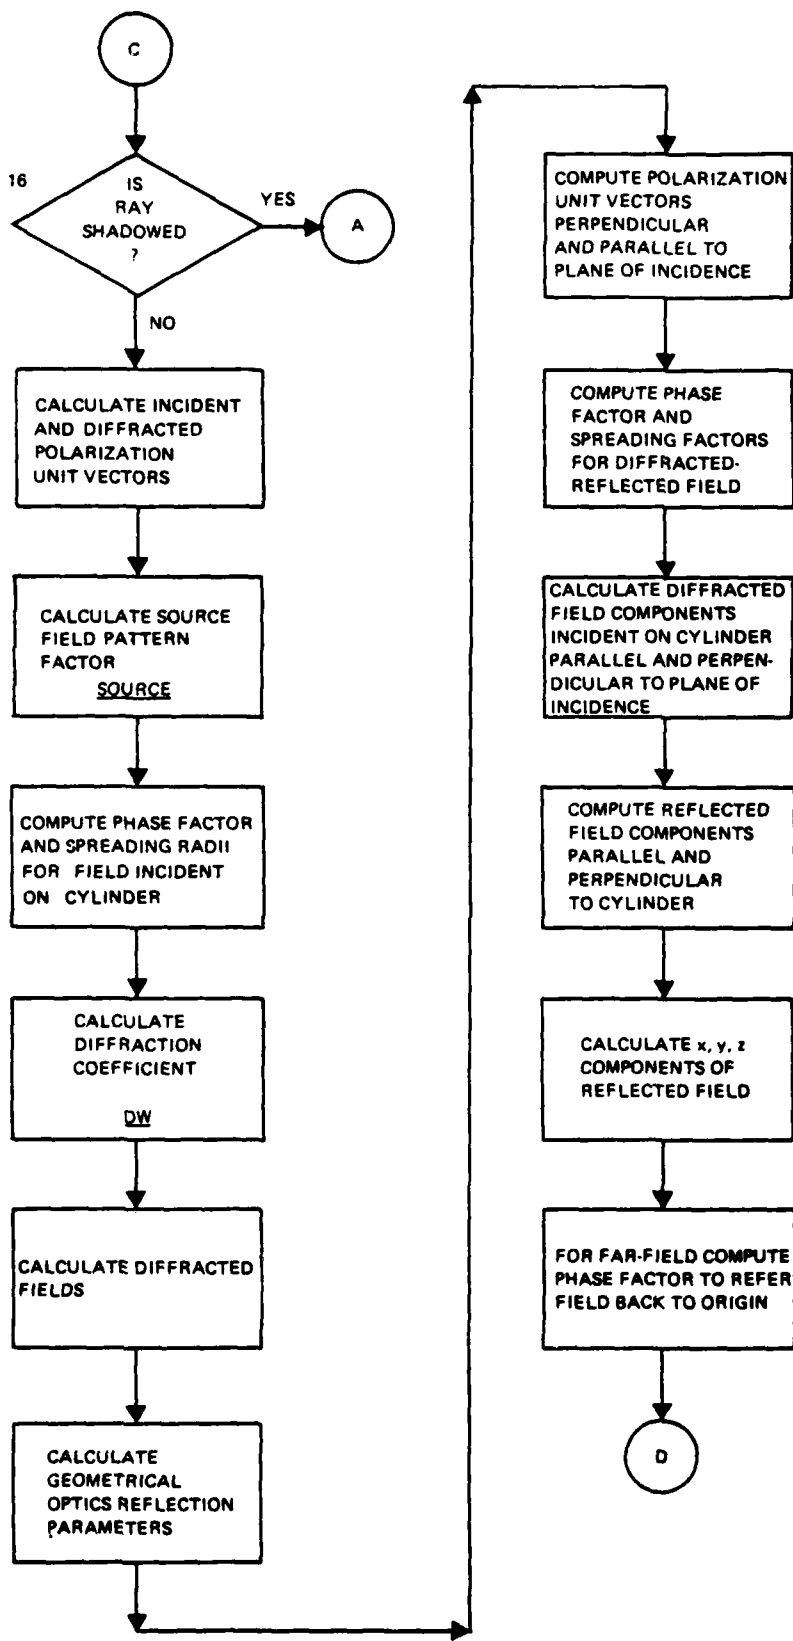 C
16
IS
RAY
SHADOWED
?
YES
A
NO
CALCULATE INCIDENT
AND DIFFRACTED
POLARIZATION
UNIT VECTORS
CALCULATE SOURCE
FIELD PATTERN
FACTOR
SOURCE
COMPUTE PHASE FACTOR
AND SPREADING RADII
FOR FIELD INCIDENT
ON CYLINDER
CALCULATE
DIFFRACTION
COEFFICIENT
DW
CALCULATE DIFFRACTED
FIELDS
CALCULATE
GEOMETRICAL
OPTICS REFLECTION
PARAMETERS
COMPUTE POLARIZATION
UNIT VECTORS
PERPENDICULAR
AND PARALLEL TO
PLANE OF INCIDENCE
COMPUTE PHASE
FACTOR AND
SPREADING FACTORS
FOR DIFFRACTED-
REFLECTED FIELD
CALCULATE DIFFRACTED
FIELD COMPONENTS
INCIDENT ON CYLINDER
PARALLEL AND PERPEN-
DICULAR TO PLANE OF
INCIDENCE
COMPUTE REFLECTED
FIELD COMPONENTS
PARALLEL AND
PERPENDICULAR
TO CYLINDER
CALCULATE x, y, z
COMPONENTS OF
REFLECTED FIELD
FOR FAR-FIELD COMPUTE
PHASE FACTOR TO REFER
FIELD BACK TO ORIGIN
D